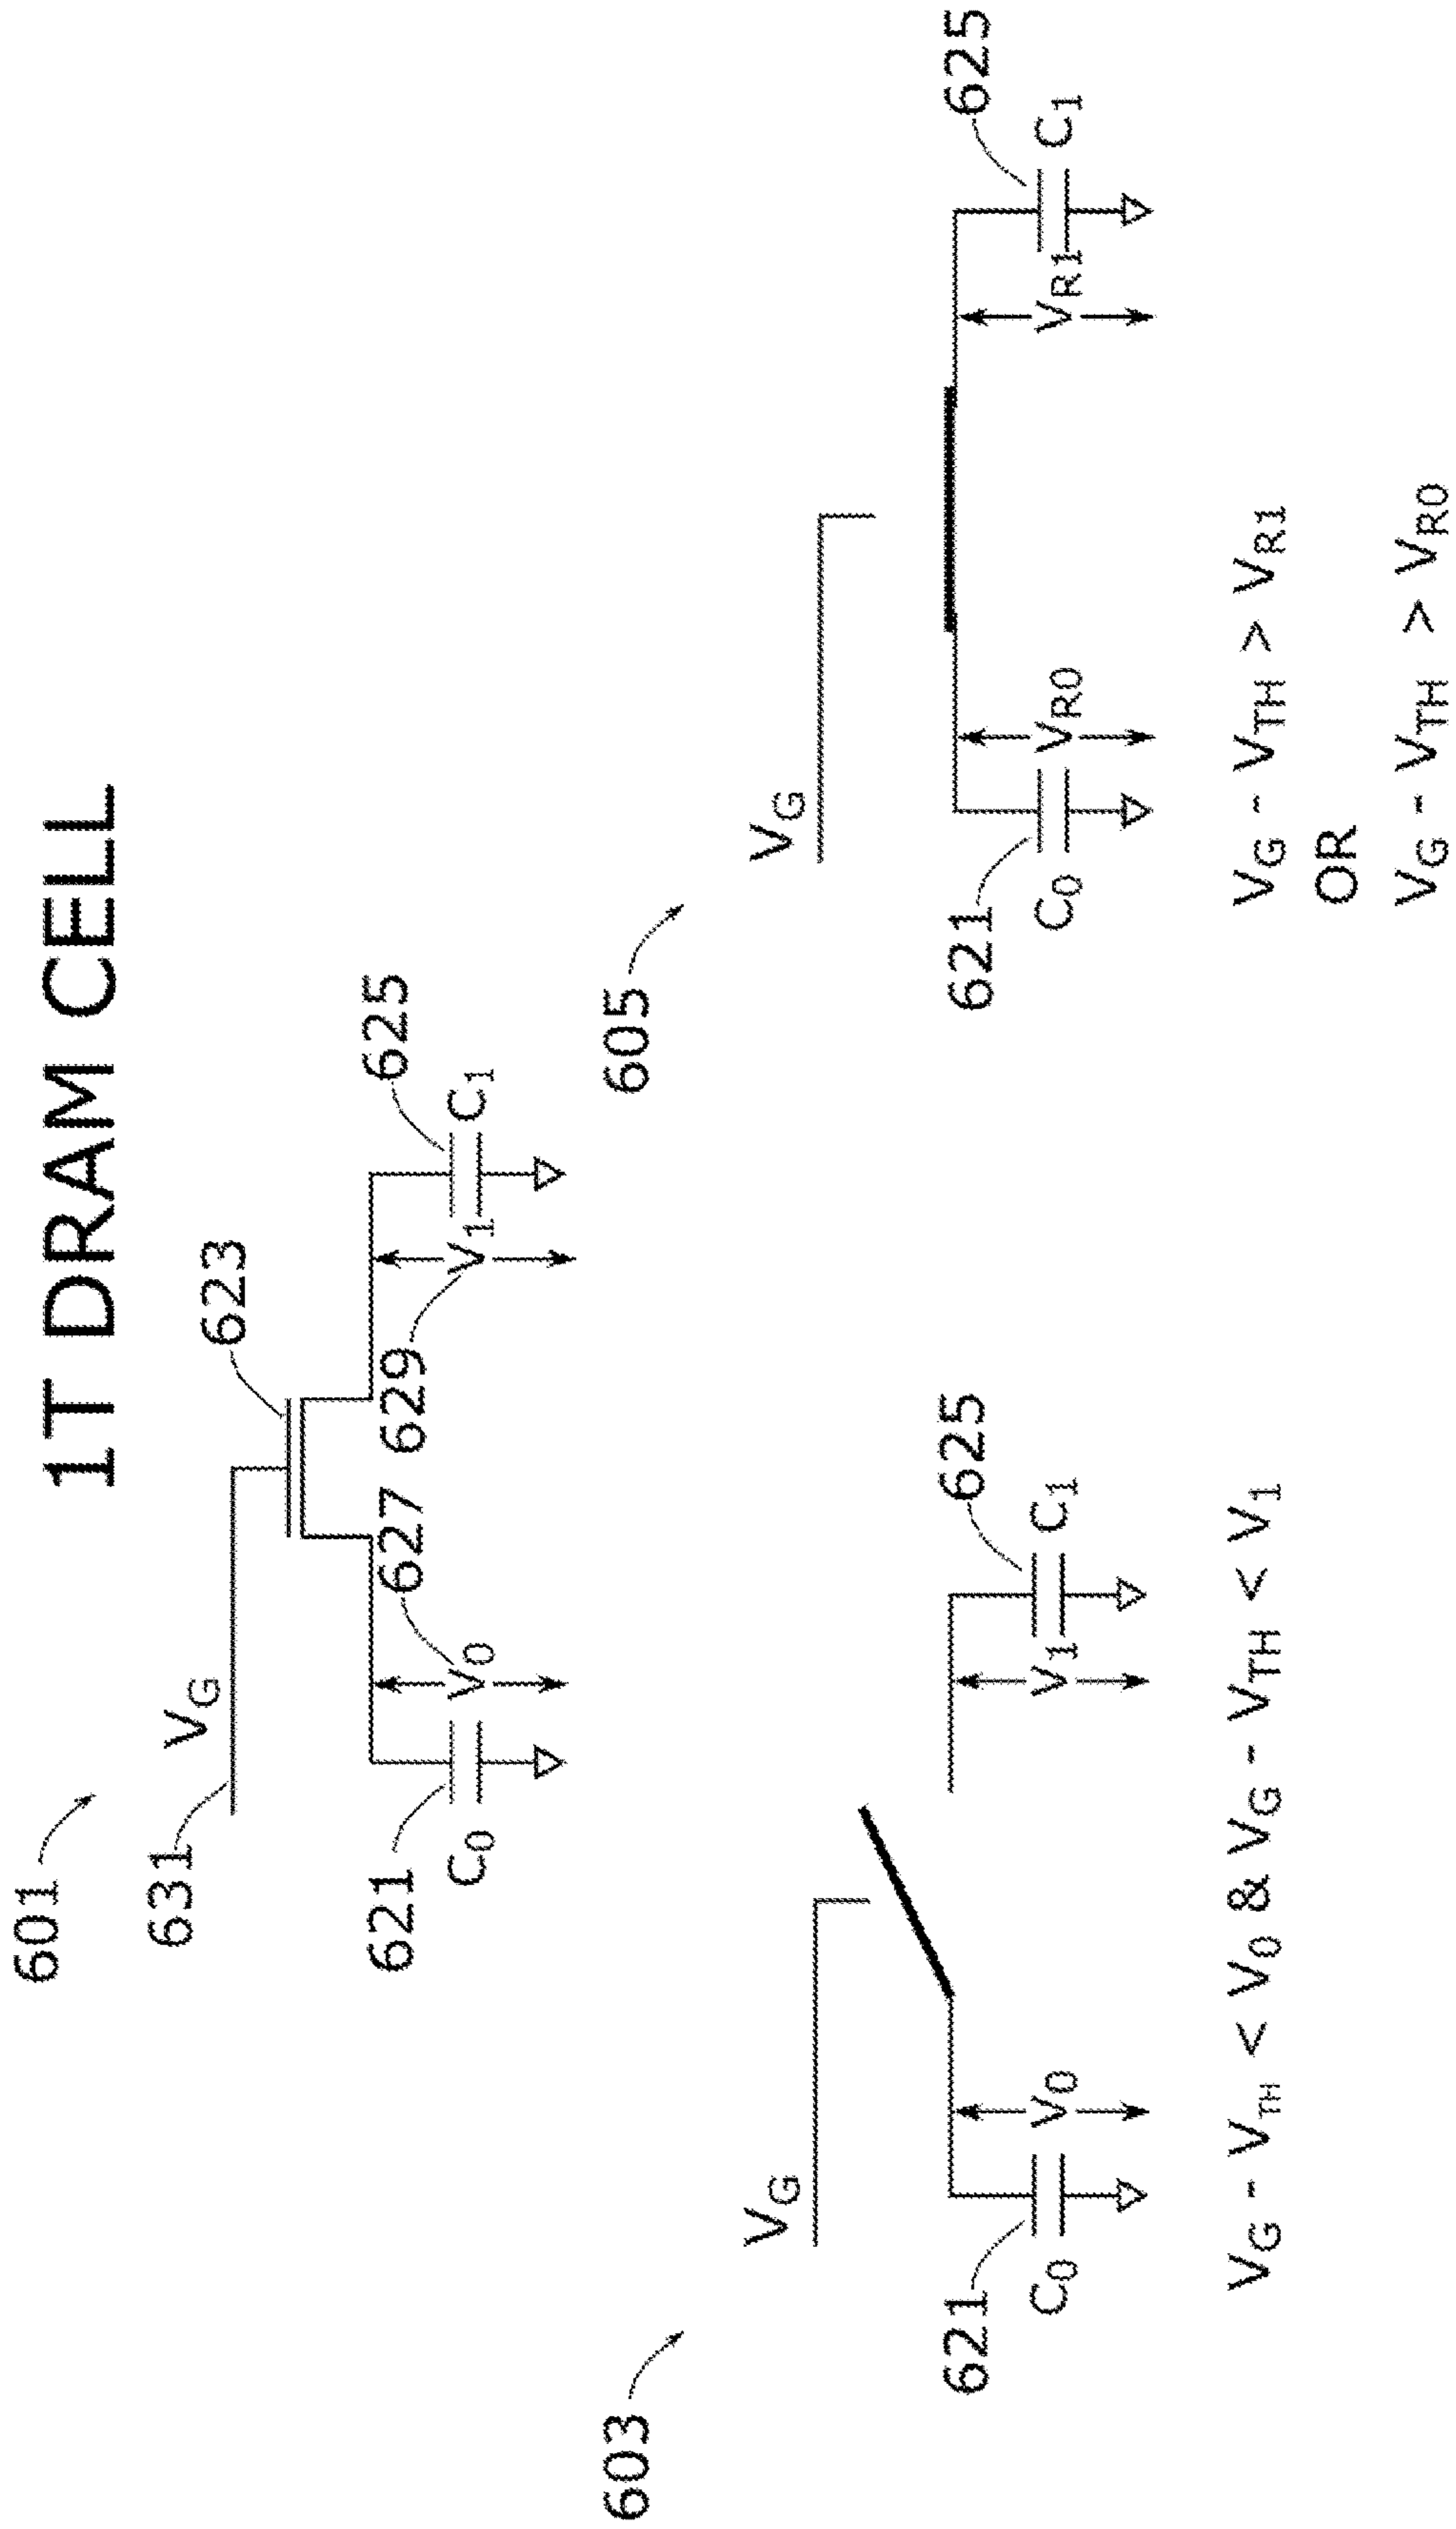 1T DRAM CELL
601
631
V_G
623
621
C_0
627
V_0
629
V_1
625
C_1
603
V_G
621
C_0
V_0
V_1
625
C_1
V_G - V_TH < V_0 & V_G - V_TH < V_1
605
V_G
621
C_0
V_R0
V_R1
625
C_1
V_G - V_TH > V_R1
OR
V_G - V_TH > V_R0